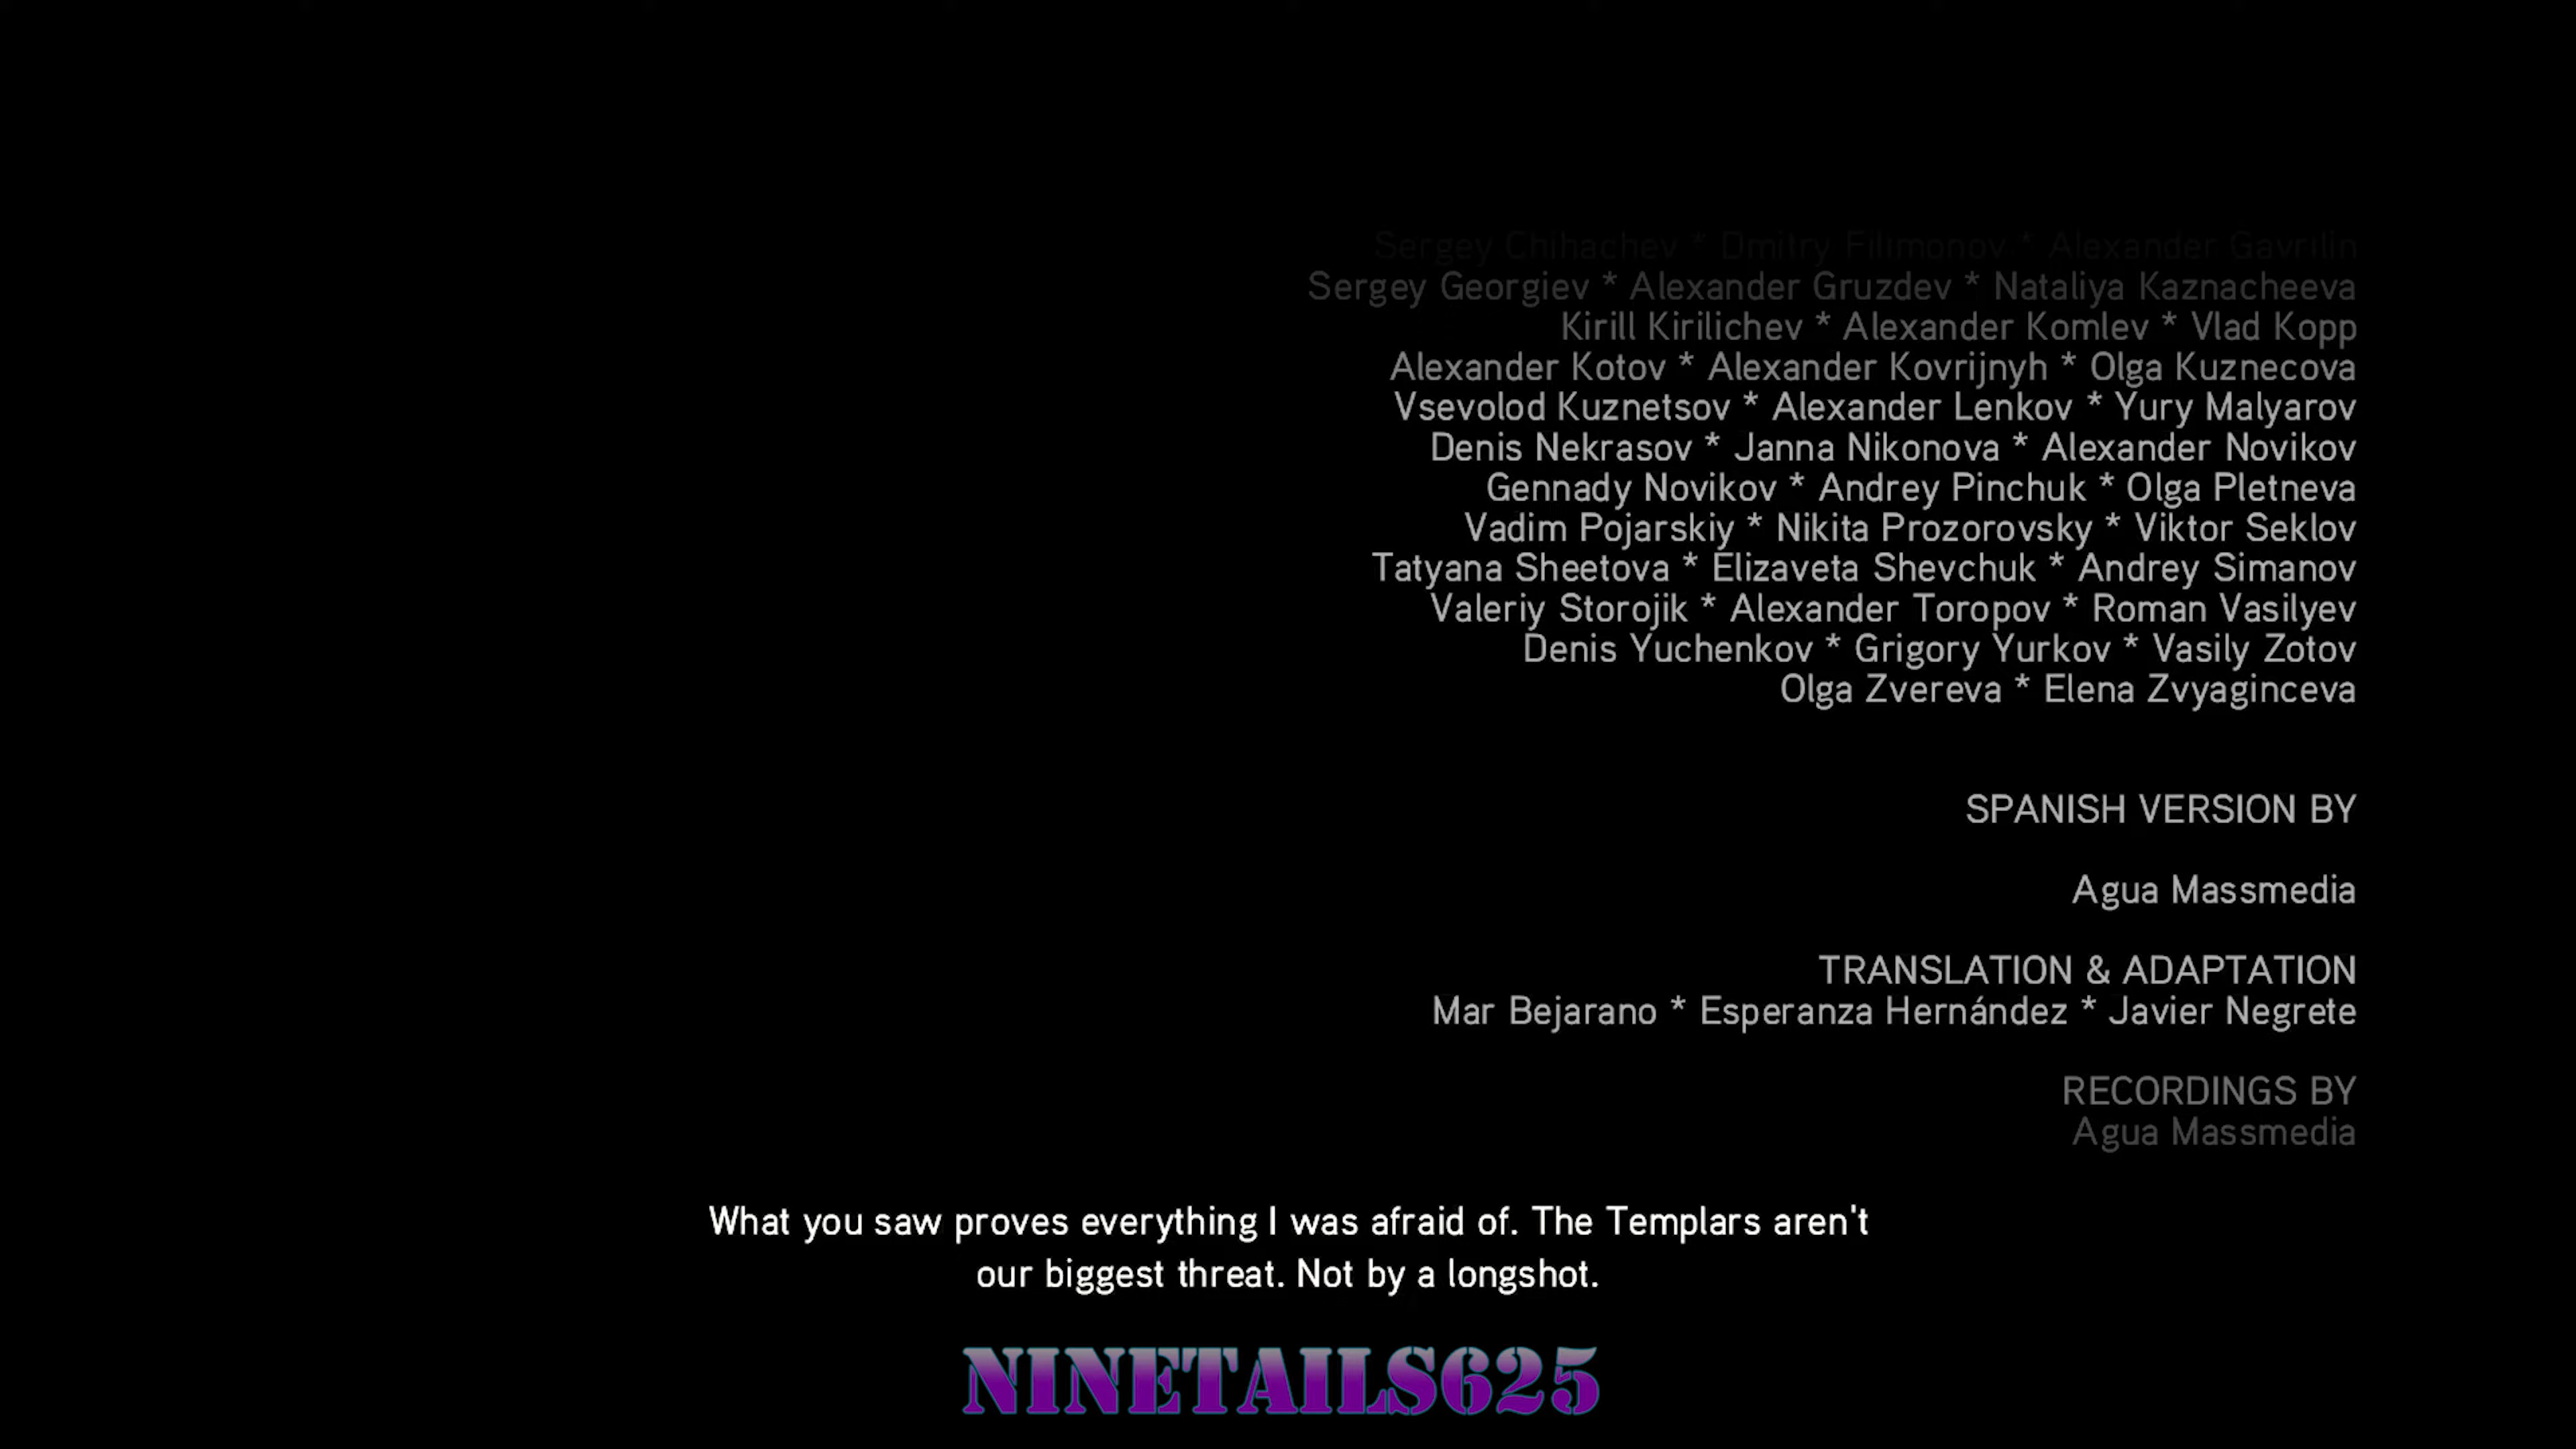 Sergey Chihachev * Dmitry Filimonov * Alexander Gavrilin
Sergey Georgiev * Alexander Gruzdev * Nataliya Kaznacheeva
Kirill Kirilichev * Alexander Komlev * Vlad Kopp
Alexander Kotov * Alexander Kovrijnyh * Olga Kuznecova
Vsevolod Kuznetsov * Alexander Lenkov * Yury Malyarov
Denis Nekrasov * Janna Nikonova * Alexander Novikov
Gennady Novikov * Andrey Pinchuk * Olga Pletneva
Vadim Pojarskiy * Nikita Prozorovsky * Viktor Seklov
Tatyana Sheetova * Elizaveta Shevchuk * Andrey Simanov
Valeriy Storojik * Alexander Toropov * Roman Vasilyev
Denis Yuchenkov * Grigory Yurkov * Vasily Zotov
Olga Zvereva * Elena Zvyaginceva
SPANISH VERSION BY
Agua Massmedia
TRANSLATION & ADAPTATION
Mar Bejarano * Esperanza Hernández * Javier Negrete
RECORDINGS BY
Agua Massmedia
What you saw proves everything I was afraid of. The Templars aren't
our biggest threat. Not by a longshot.
NINETAILS625